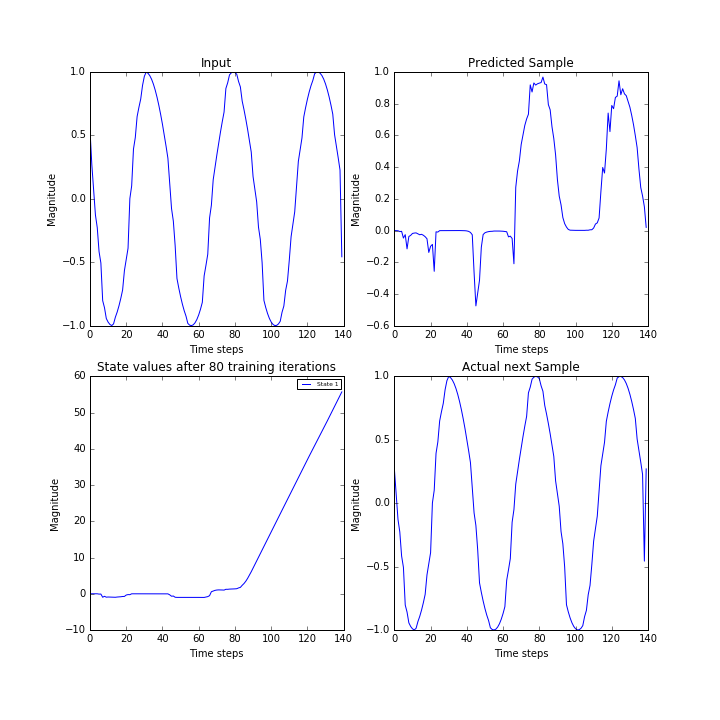 Input
Magnitude
1.0
0.5
0.0
−0.5
−1.0
0 20 40 60 80 100 120 140
Time steps
Predicted Sample
Magnitude
1.0
0.8
0.6
0.4
0.2
0.0
−0.2
−0.4
−0.6
0 20 40 60 80 100 120 140
Time steps
State values after 80 training iterations
Magnitude
60
50
40
30
20
10
0
−10
State 1
0 20 40 60 80 100 120 140
Time steps
Actual next Sample
Magnitude
1.0
0.5
0.0
−0.5
−1.0
0 20 40 60 80 100 120 140
Time steps